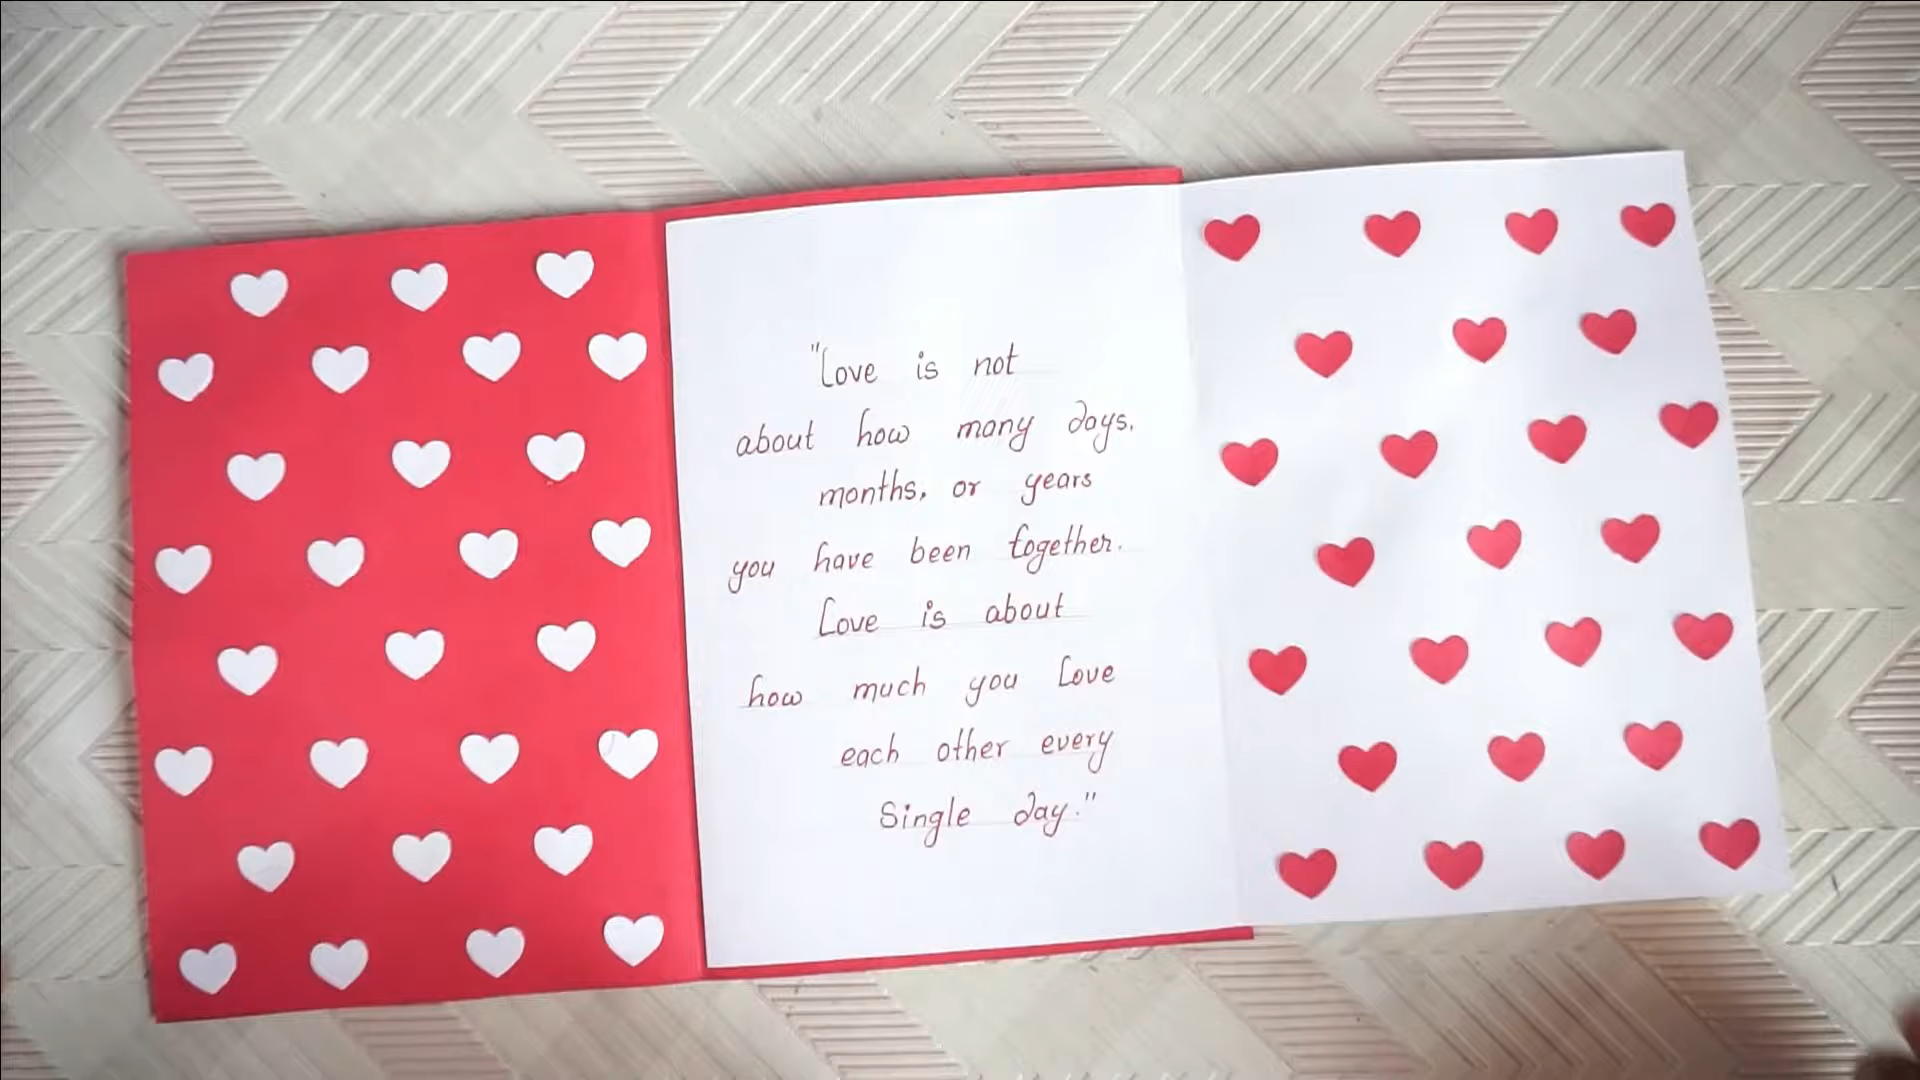 "Love is not
about how many days,
months, or years
you have been together.
Love is about
how much you Love
each other every
Single day."